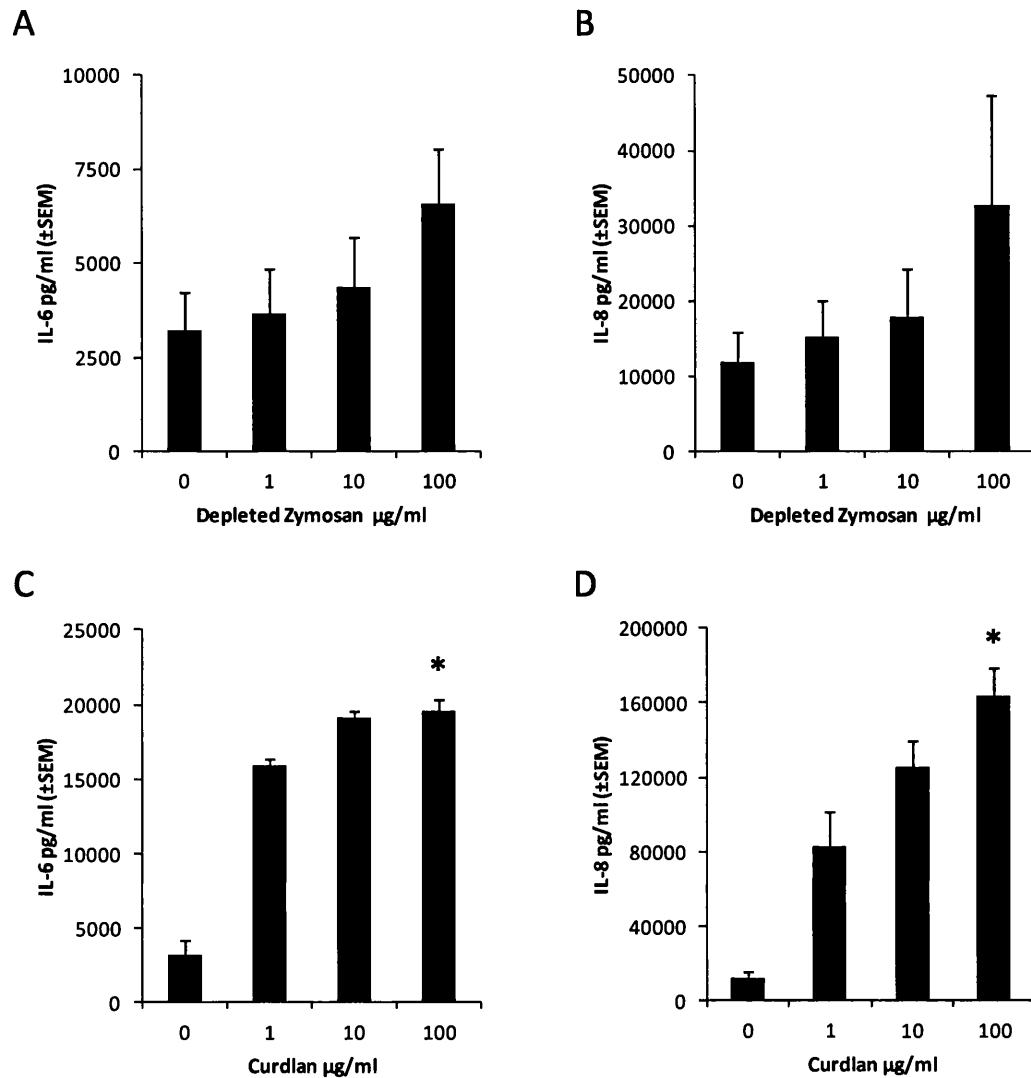 A
10000
7500
5000
2500
0
IL-6 pg/ml (±SEM)
0 1 10 100
Depleted Zymosan µg/ml
B
50000
40000
30000
20000
10000
0
IL-8 pg/ml (±SEM)
0 1 10 100
Depleted Zymosan µg/ml
C
25000
20000
15000
10000
5000
0
IL-6 pg/ml (±SEM)
*
0 1 10 100
Curdlan µg/ml
D
200000
160000
120000
80000
40000
0
IL-8 pg/ml (±SEM)
*
0 1 10 100
Curdlan µg/ml